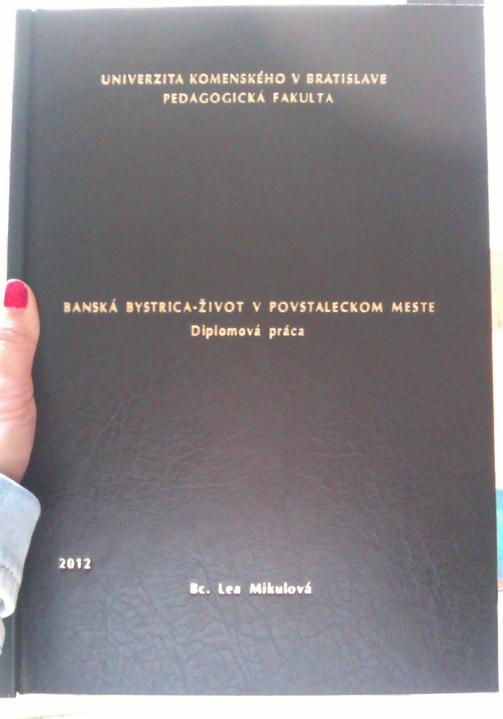 UNIVERZITA KOMENSKÉHO V BRATISLAVE
PEDAGOGICKÁ FAKULTA
BANSKÁ BYSTRICA-ŽIVOT V POVSTALECKOM MESTE
Diplomová práca
2012
Bc. Lea Mikulová